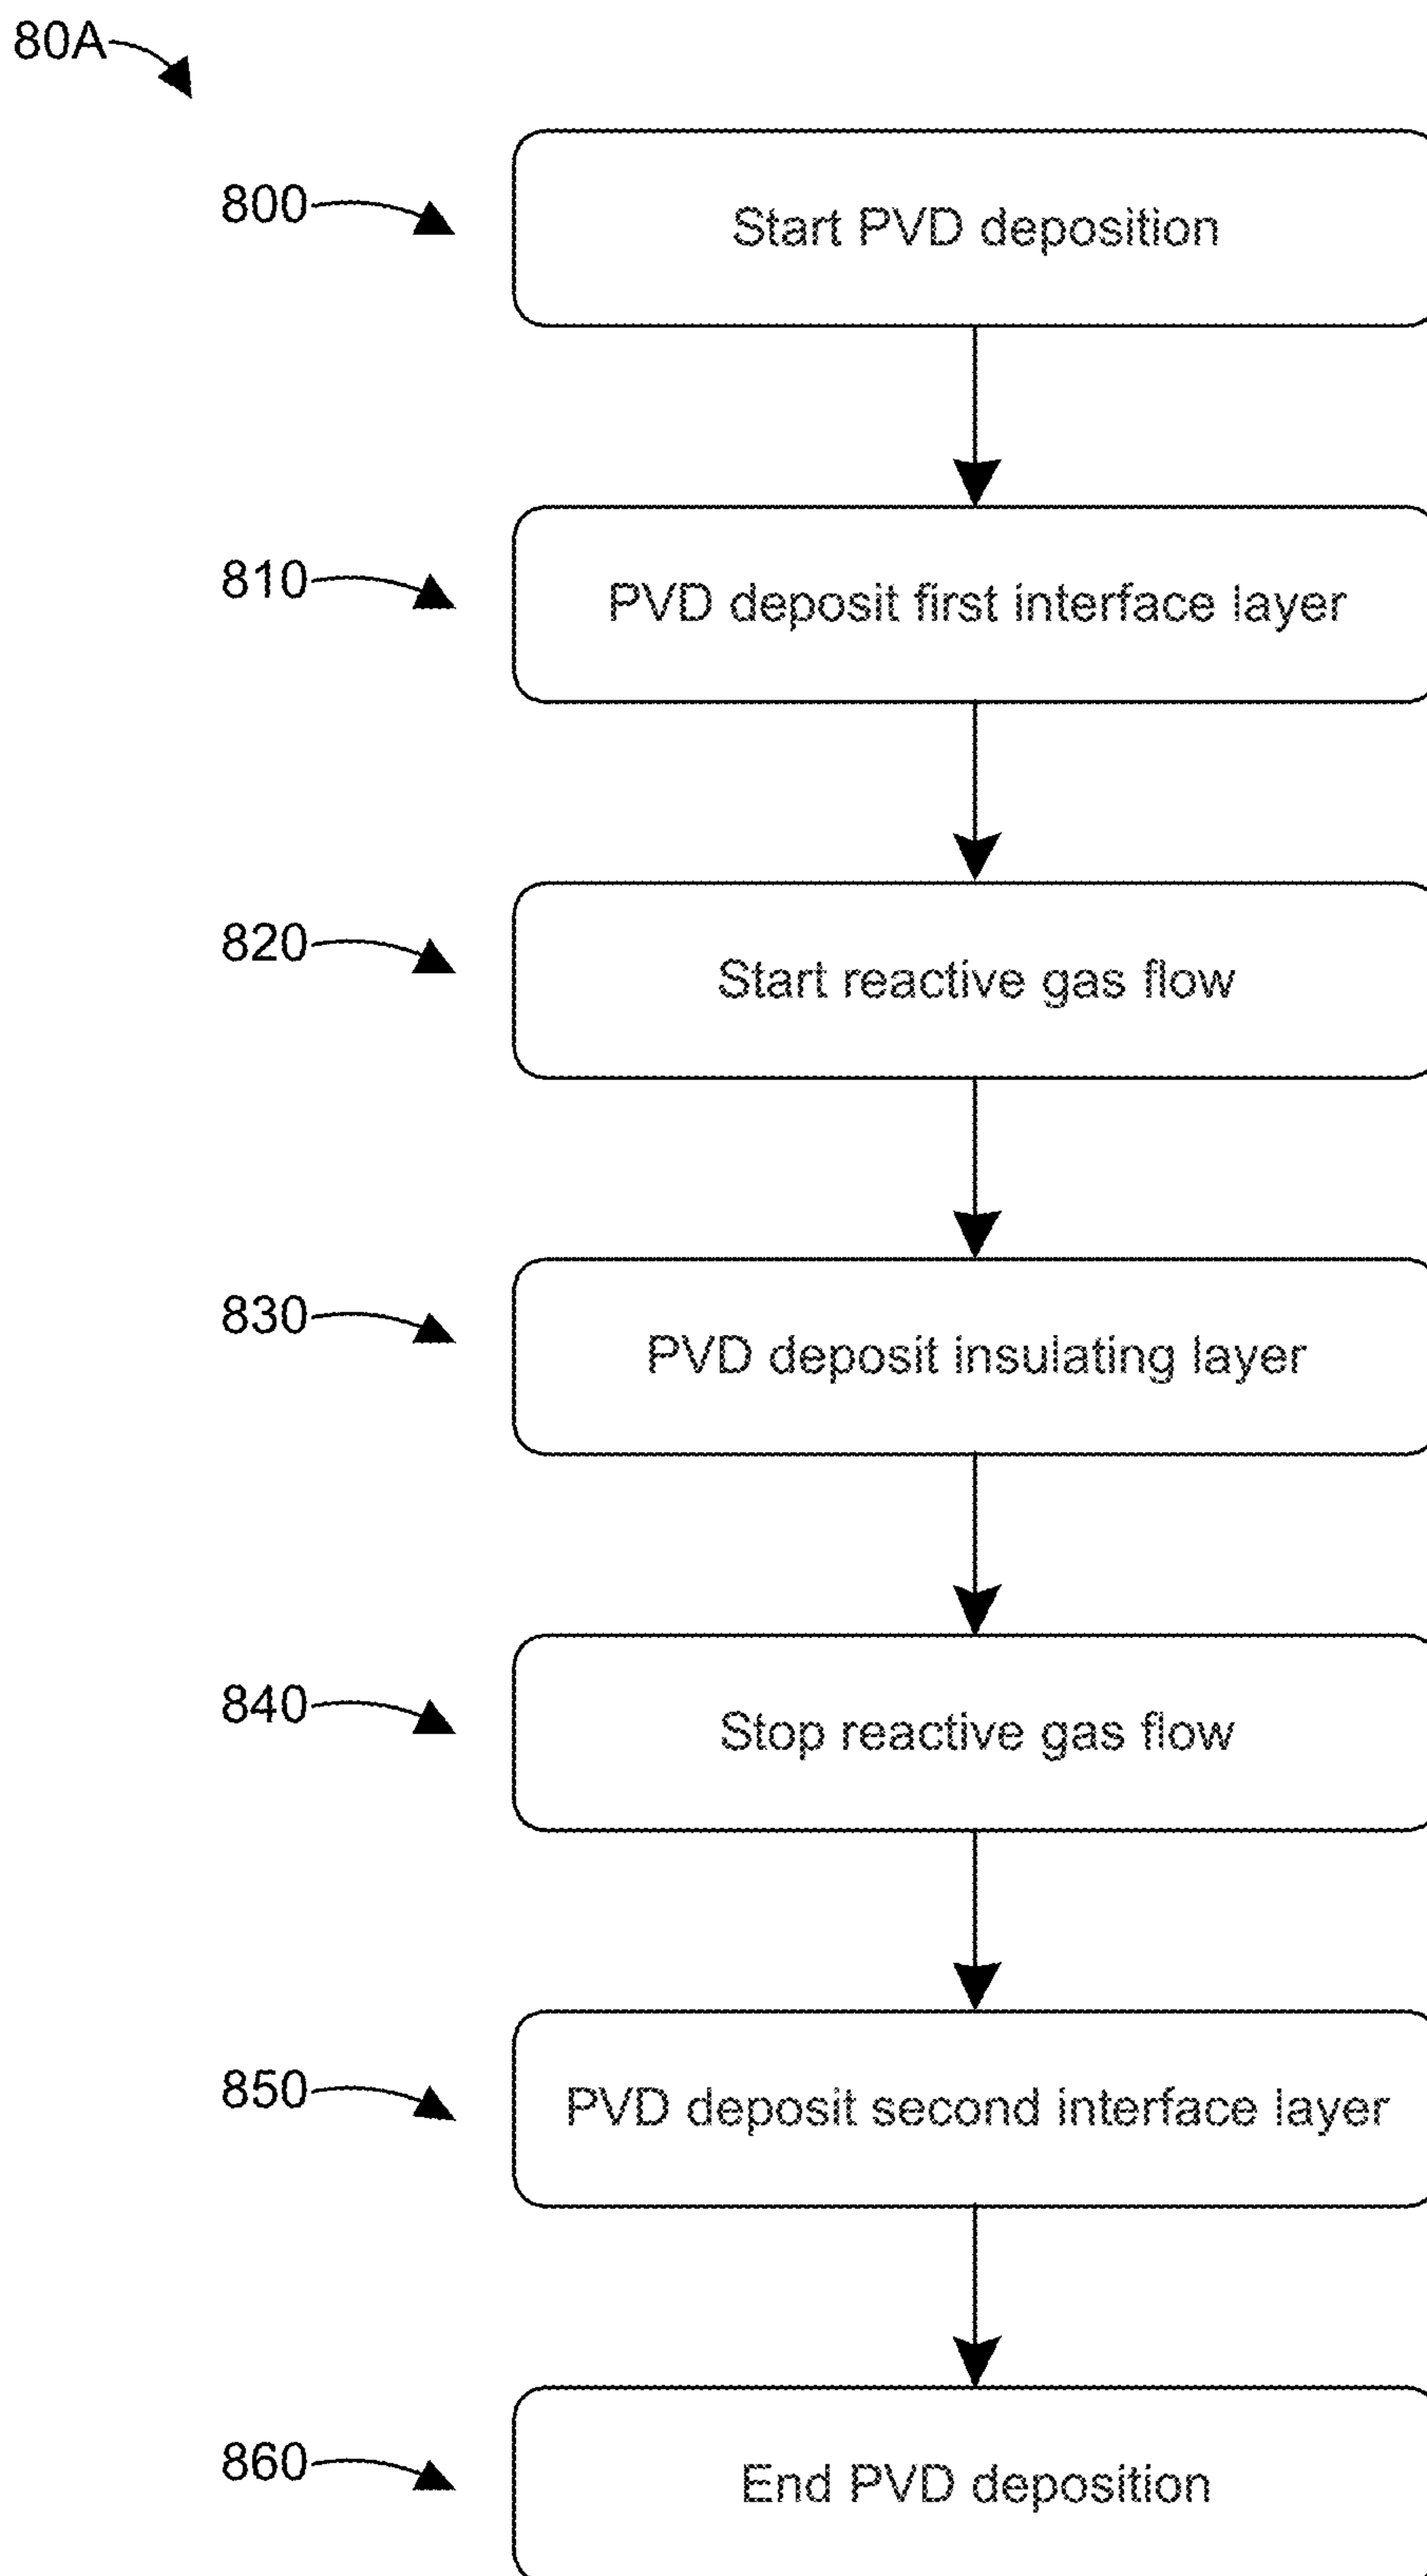 80A
800
Start PVD deposition
810
PVD deposit first interface layer
820
Start reactive gas flow
830
PVD deposit insulating layer
840
Stop reactive gas flow
850
PVD deposit second interface layer
860
End PVD deposition